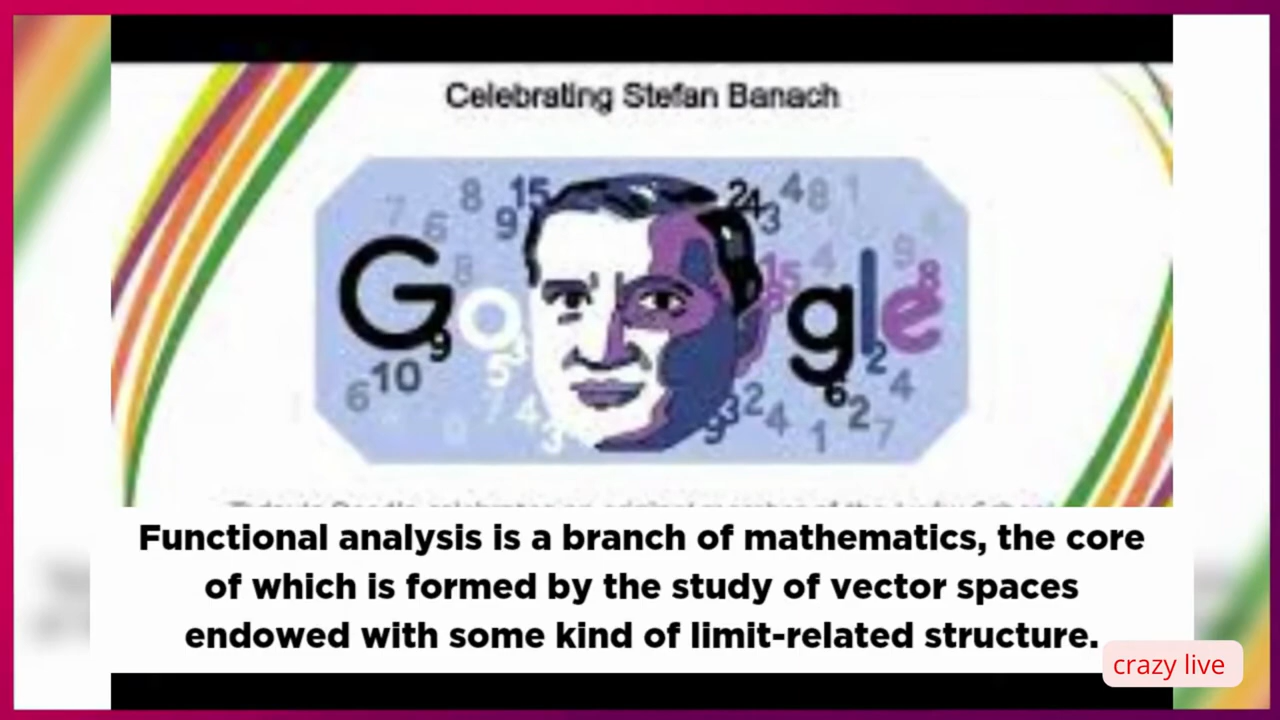 Celebrating Stefan Banach
Google
Functional analysis is a branch of mathematics, the core
of which is formed by the study of vector spaces
endowed with some kind of limit-related structure.
crazy live